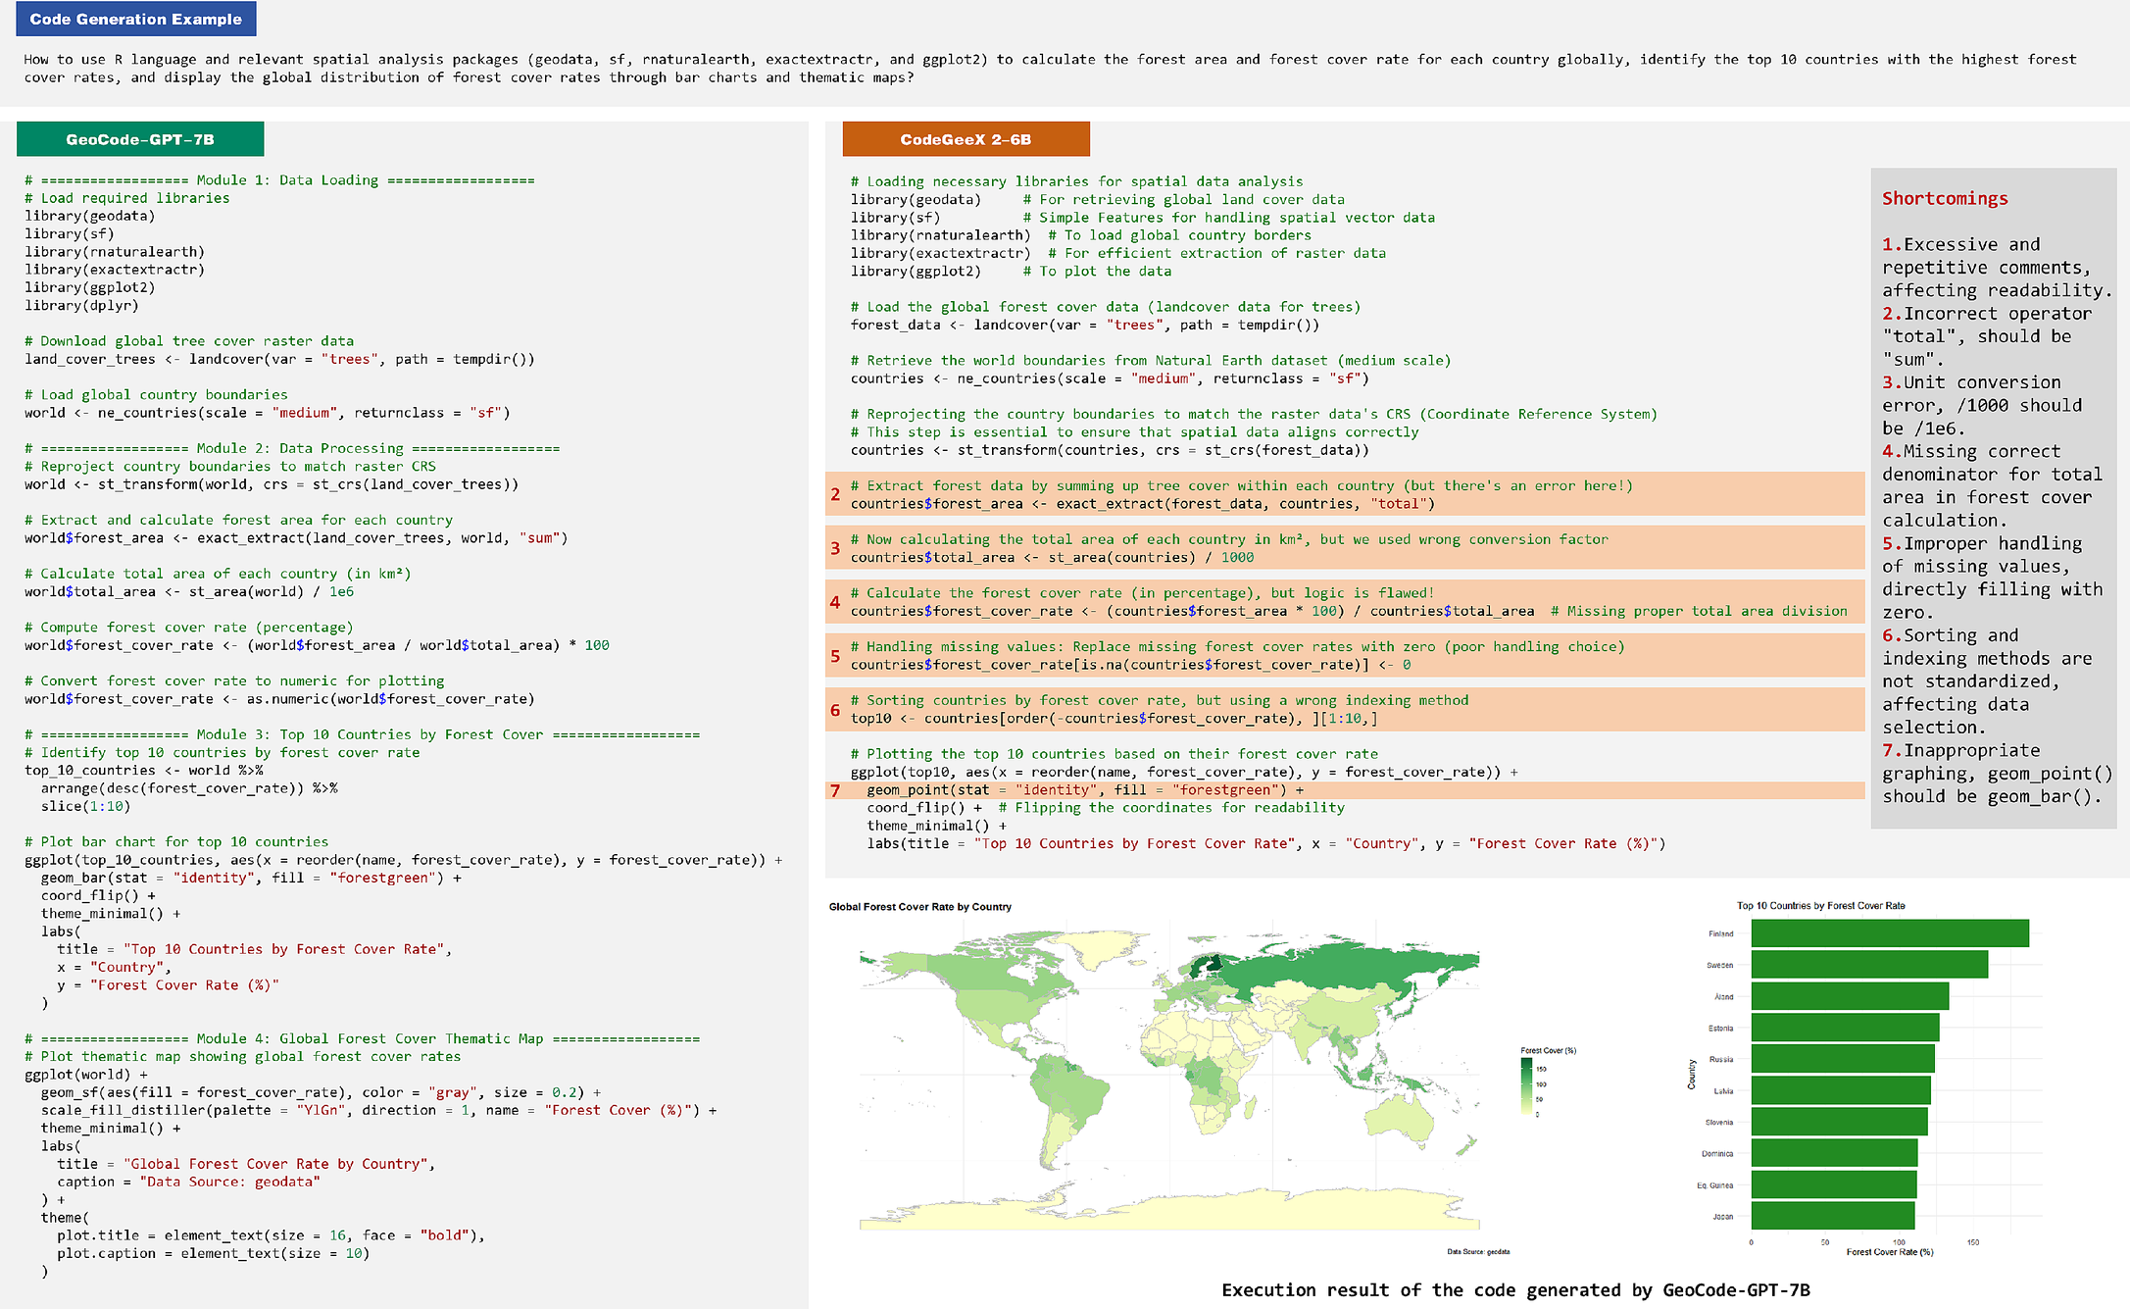 Code Generation Example
How to use R language and relevant spatial analysis packages (geodata, sf, rnaturalearth, exactextractr, and ggplot2) to calculate the forest area and forest cover rate for each country globally, identify the top 10 countries with the highest forest
cover rates, and display the global distribution of forest cover rates through bar charts and thematic maps?
GeoCode-GPT-7B
# ================== Module 1: Data Loading ==================
# Load required libraries
library(geodata)
library(sf)
library(rnaturalearth)
library(exactextractr)
library(ggplot2)
library(dplyr)
# Download global tree cover raster data
land_cover_trees <- landcover(var = "trees", path = tempdir())
# Load global country boundaries
world <- ne_countries(scale = "medium", returnclass = "sf")
# ================== Module 2: Data Processing ==================
# Reproject country boundaries to match raster CRS
world <- st_transform(world, crs = st_crs(land_cover_trees))
# Extract and calculate forest area for each country
world$forest_area <- exact_extract(land_cover_trees, world, "sum")
# Calculate total area of each country (in km²)
world$total_area <- st_area(world) / 1e6
# Compute forest cover rate (percentage)
world$forest_cover_rate <- (world$forest_area / world$total_area) * 100
# Convert forest cover rate to numeric for plotting
world$forest_cover_rate <- as.numeric(world$forest_cover_rate)
# ================== Module 3: Top 10 Countries by Forest Cover ==================
# Identify top 10 countries by forest cover rate
top_10_countries <- world %>%
  arrange(desc(forest_cover_rate)) %>%
  slice(1:10)
# Plot bar chart for top 10 countries
ggplot(top_10_countries, aes(x = reorder(name, forest_cover_rate), y = forest_cover_rate)) +
  geom_bar(stat = "identity", fill = "forestgreen") +
  coord_flip() +
  theme_minimal() +
  labs(
    title = "Top 10 Countries by Forest Cover Rate",
    x = "Country",
    y = "Forest Cover Rate (%)"
  )
# ================== Module 4: Global Forest Cover Thematic Map ==================
# Plot thematic map showing global forest cover rates
ggplot(world) +
  geom_sf(aes(fill = forest_cover_rate), color = "gray", size = 0.2) +
  scale_fill_distiller(palette = "YlGn", direction = 1, name = "Forest Cover (%)") +
  theme_minimal() +
  labs(
    title = "Global Forest Cover Rate by Country",
    caption = "Data Source: geodata"
  ) +
  theme(
    plot.title = element_text(size = 16, face = "bold"),
    plot.caption = element_text(size = 10)
  )
CodeGeeX 2-6B
# Loading necessary libraries for spatial data analysis
library(geodata)     # For retrieving global land cover data
library(sf)          # Simple Features for handling spatial vector data
library(rnaturalearth)  # To load global country borders
library(exactextractr)  # For efficient extraction of raster data
library(ggplot2)     # To plot the data
# Load the global forest cover data (landcover data for trees)
forest_data <- landcover(var = "trees", path = tempdir())
# Retrieve the world boundaries from Natural Earth dataset (medium scale)
countries <- ne_countries(scale = "medium", returnclass = "sf")
# Reprojecting the country boundaries to match the raster data's CRS (Coordinate Reference System)
# This step is essential to ensure that spatial data aligns correctly
countries <- st_transform(countries, crs = st_crs(forest_data))
# Extract forest data by summing up tree cover within each country (but there's an error here!)
2 countries$forest_area <- exact_extract(forest_data, countries, "total")
# Now calculating the total area of each country in km², but we used wrong conversion factor
3 countries$total_area <- st_area(countries) / 1000
# Calculate the forest cover rate (in percentage), but logic is flawed!
4 countries$forest_cover_rate <- (countries$forest_area * 100) / countries$total_area  # Missing proper total area division
# Handling missing values: Replace missing forest cover rates with zero (poor handling choice)
5 countries$forest_cover_rate[is.na(countries$forest_cover_rate)] <- 0
# Sorting countries by forest cover rate, but using a wrong indexing method
6 top10 <- countries[order(-countries$forest_cover_rate), ][1:10,]
# Plotting the top 10 countries based on their forest cover rate
ggplot(top10, aes(x = reorder(name, forest_cover_rate), y = forest_cover_rate)) +
7 geom_point(stat = "identity", fill = "forestgreen") +
  coord_flip() +  # Flipping the coordinates for readability
  theme_minimal() +
  labs(title = "Top 10 Countries by Forest Cover Rate", x = "Country", y = "Forest Cover Rate (%)")
Shortcomings
1.Excessive and
repetitive comments,
affecting readability.
2.Incorrect operator
"total", should be
"sum".
3.Unit conversion
error, /1000 should
be /1e6.
4.Missing correct
denominator for total
area in forest cover
calculation.
5.Improper handling
of missing values,
directly filling with
zero.
6.Sorting and
indexing methods are
not standardized,
affecting data
selection.
7.Inappropriate
graphing, geom_point()
should be geom_bar().
Global Forest Cover Rate by Country
Forest Cover (%)
150
100
50
0
Data Source: geodata
Top 10 Countries by Forest Cover Rate
Country
Finland
Sweden
Åland
Estonia
Russia
Latvia
Slovenia
Dominica
Eq. Guinea
Japan
0 50 100 150
Forest Cover Rate (%)
Execution result of the code generated by GeoCode-GPT-7B